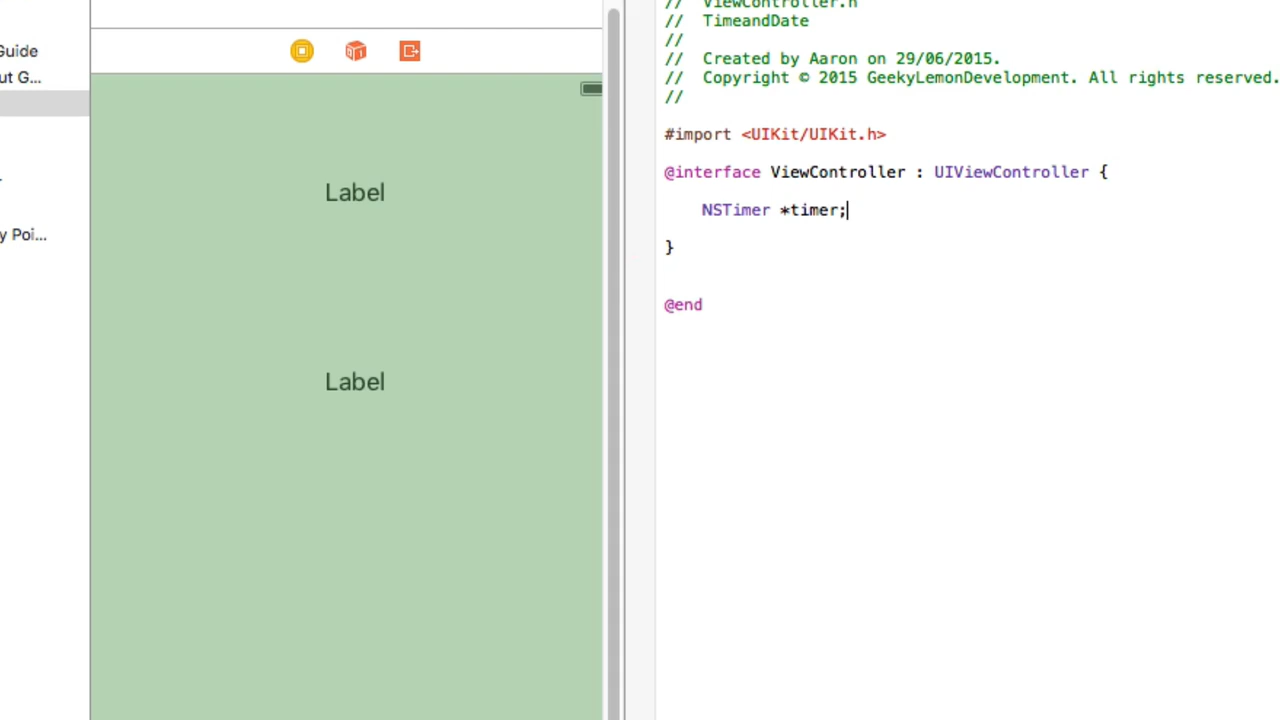 Guide
ut G...
y Poi...
Label
Label
// ViewController.h
// TimeandDate
//
// Created by Aaron on 29/06/2015.
// Copyright © 2015 GeekyLemonDevelopment. All rights reserved.
//
#import <UIKit/UIKit.h>
@interface ViewController : UIViewController {
NSTimer *timer;
}
@end